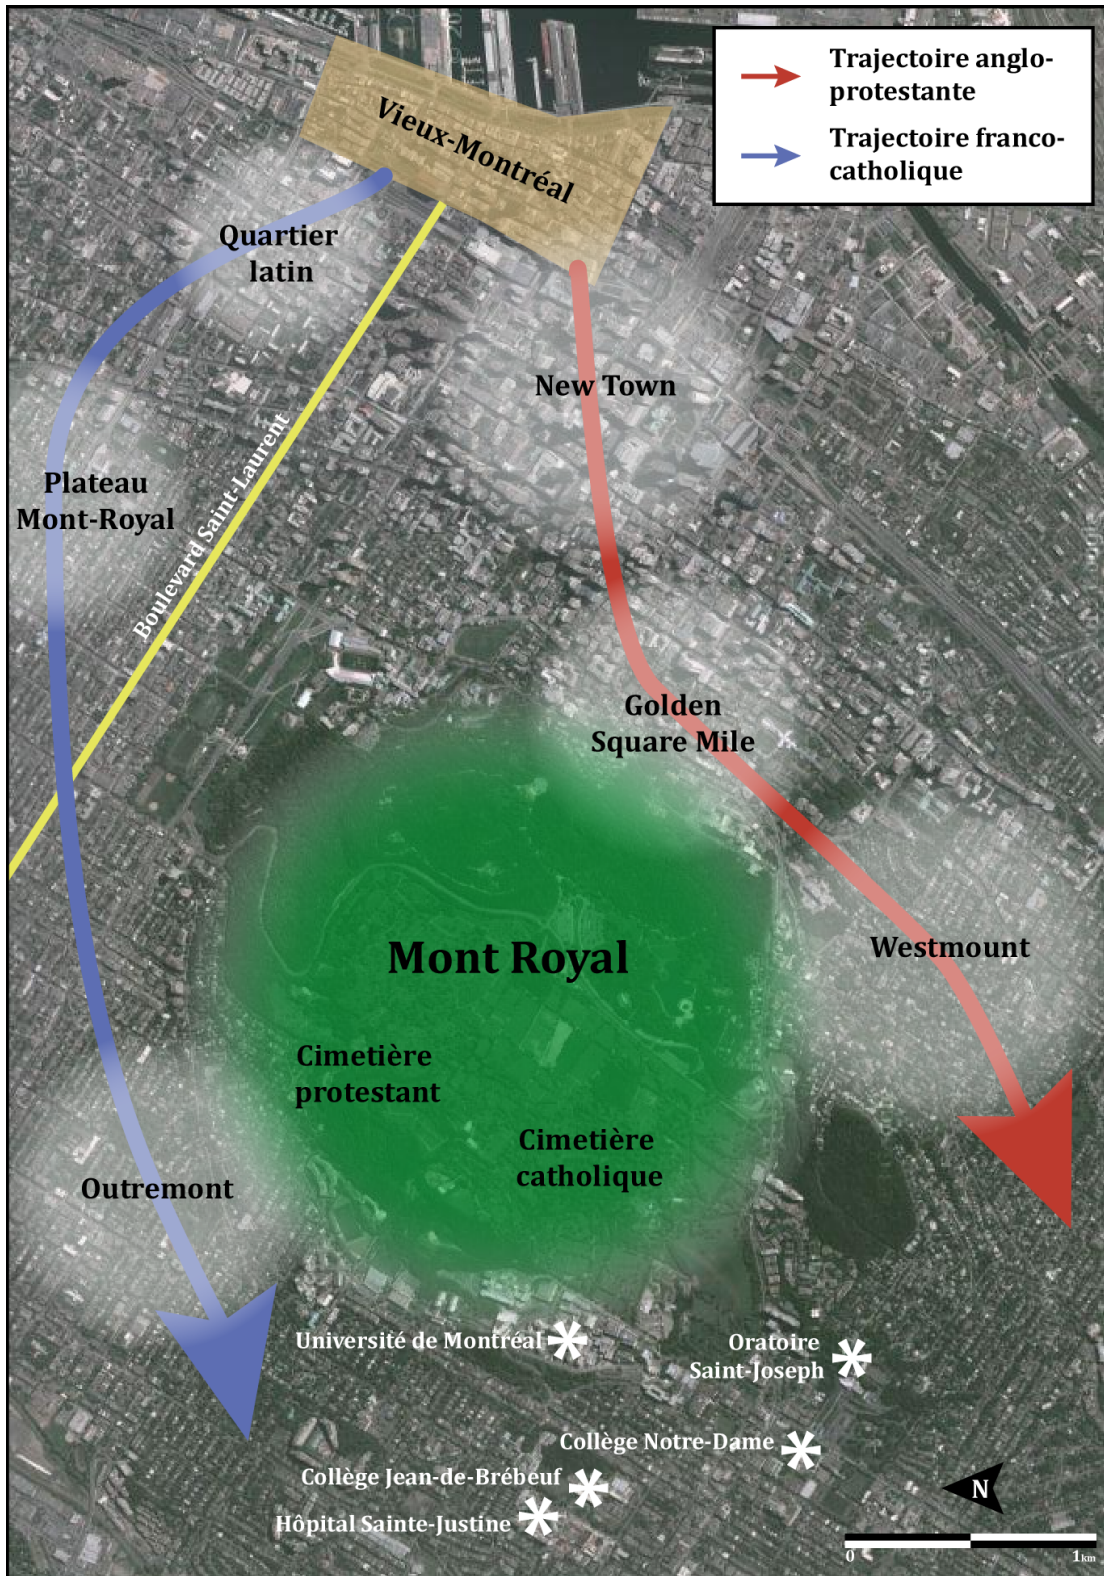 Trajectoire anglo-
protestante
Trajectoire franco-
catholique
Vieux-Montréal
Quartier
latin
New Town
Plateau
Mont-Royal
Boulevard Saint-Laurent
Golden
Square Mile
Mont Royal
Westmount
Cimetière
protestant
Cimetière
catholique
Outremont
Université de Montréal
Oratoire
Saint-Joseph
Collège Notre-Dame
Collège Jean-de-Brébeuf
Hôpital Sainte-Justine
N
0 1km